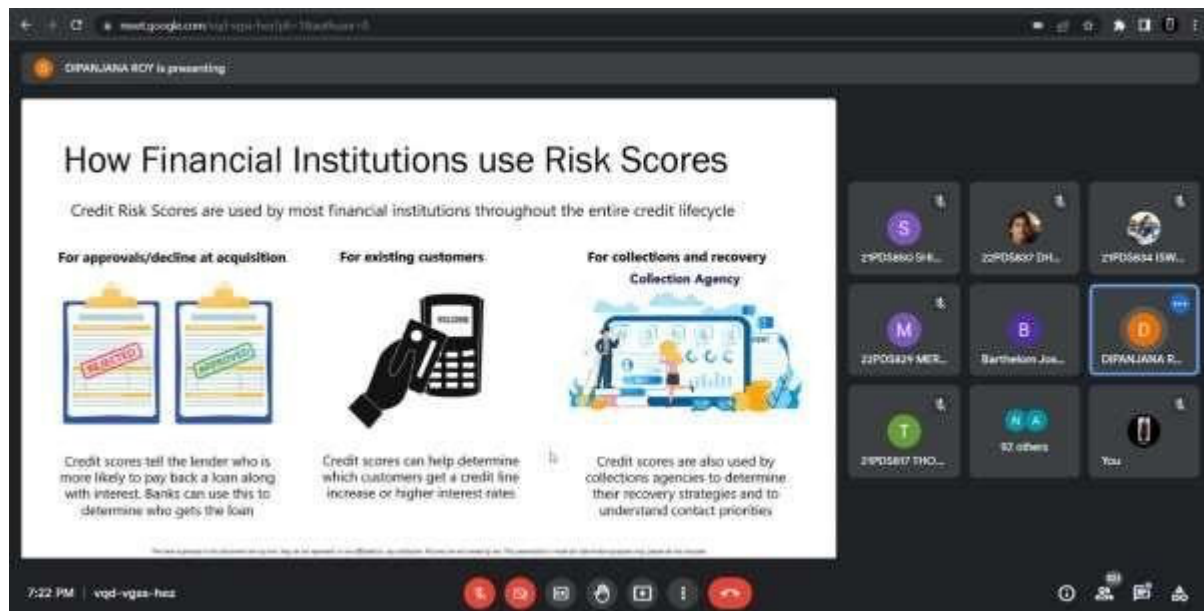 meet.google.com
DIPANJANA ROY is presenting
How Financial Institutions use Risk Scores
Credit Risk Scores are used by most financial institutions throughout the entire credit lifecycle
For approvals/decline at acquisition
REJECTED
APPROVED
Credit scores tell the lender who is
more likely to pay back a loan along
with interest. Banks can use this to
determine who gets the loan
For existing customers
WELCOME
Credit scores can help determine
which customers get a credit line
increase or higher interest rates
For collections and recovery
Collection Agency
Credit scores are also used by
collections agencies to determine
their recovery strategies and to
understand contact priorities
S
M
B
Barthelom Jos...
D
DIPANJANA R...
T
N A
92 others
You
7:22 PM